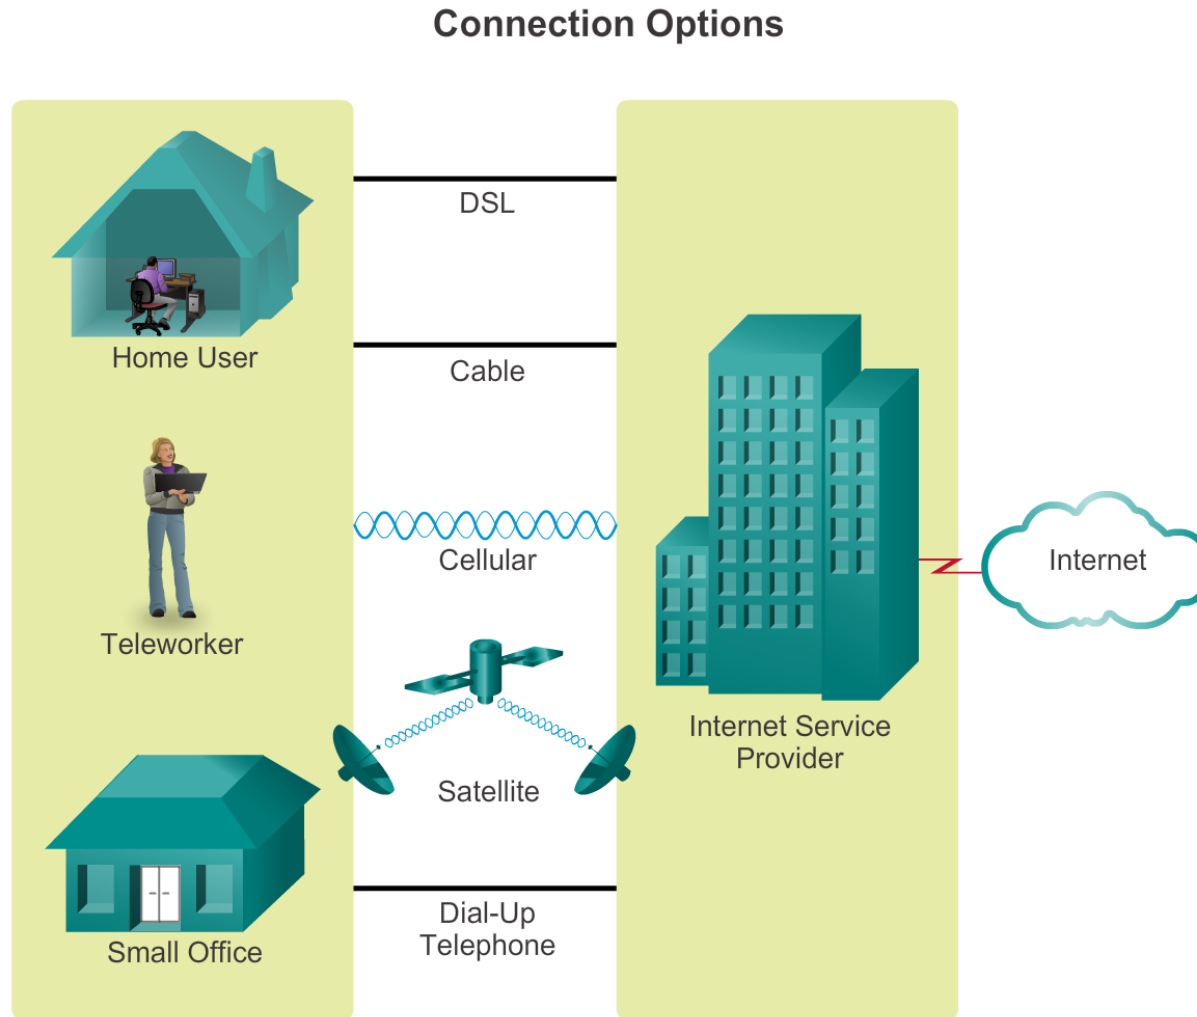 Connection Options
Home User
Teleworker
Small Office
DSL
Cable
Cellular
Satellite
Dial-Up
Telephone
Internet Service
Provider
Internet